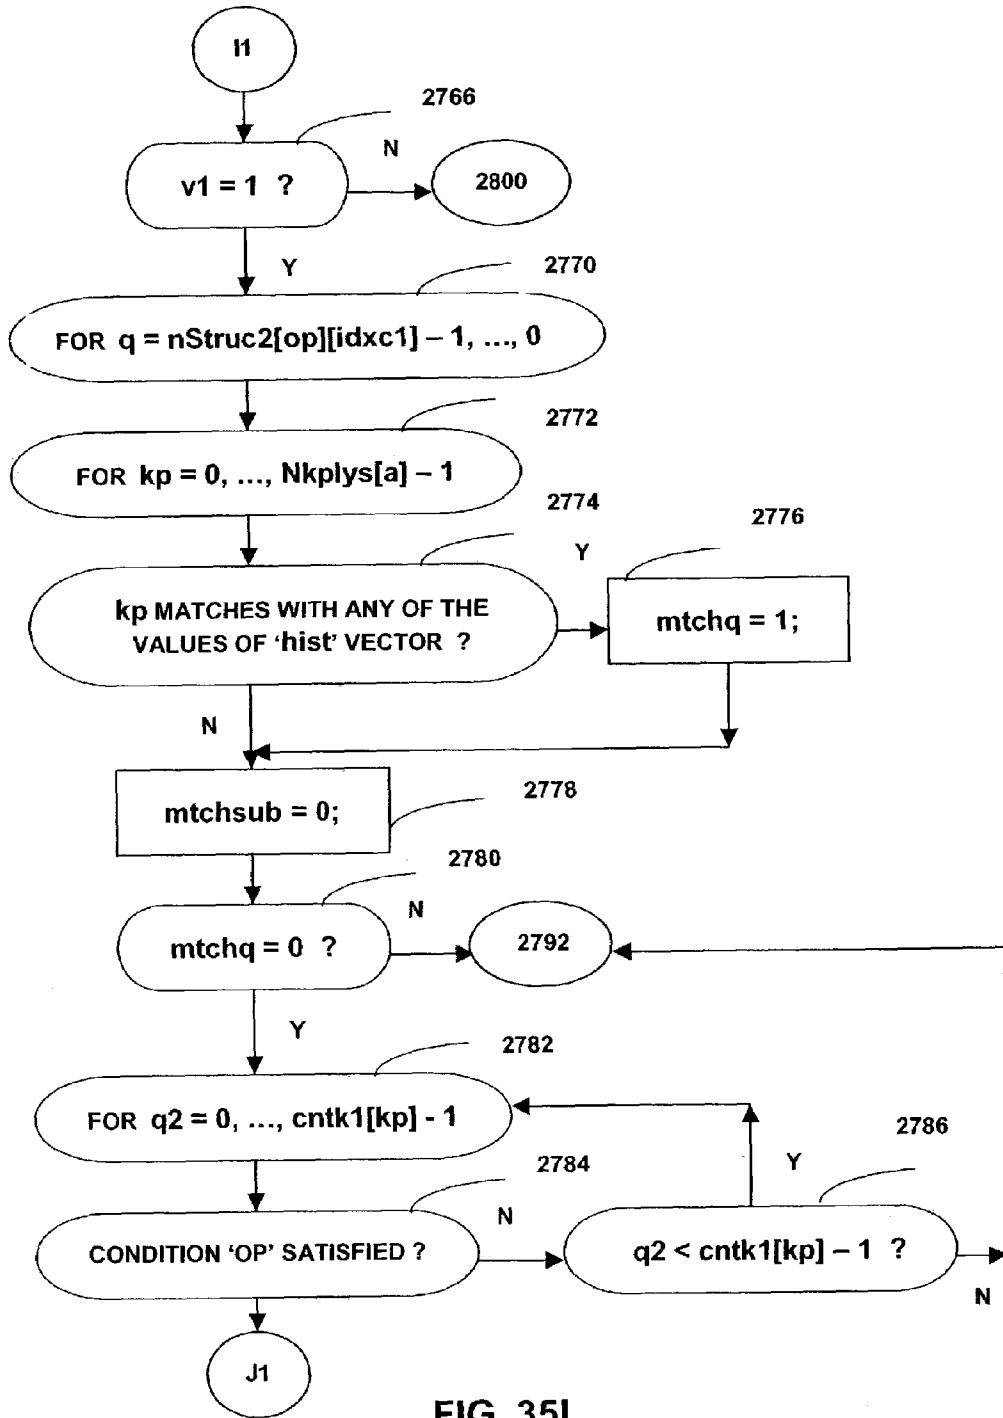 I1
2766
v1 = 1 ?
N
2800
Y
2770
FOR q = nStruc2[op][idxc1] – 1, ..., 0
2772
FOR kp = 0, ..., Nkplys[a] – 1
2774
2776
Y
kp MATCHES WITH ANY OF THE
VALUES OF ‘hist’ VECTOR ?
mtchq = 1;
N
mtchsub = 0;
2778
2780
mtchq = 0 ?
N
2792
Y
2782
FOR q2 = 0, ..., cntk1[kp] - 1
2786
Y
2784
CONDITION ‘OP’ SATISFIED ?
N
q2 < cntk1[kp] – 1 ?
N
J1
FIG. 35I